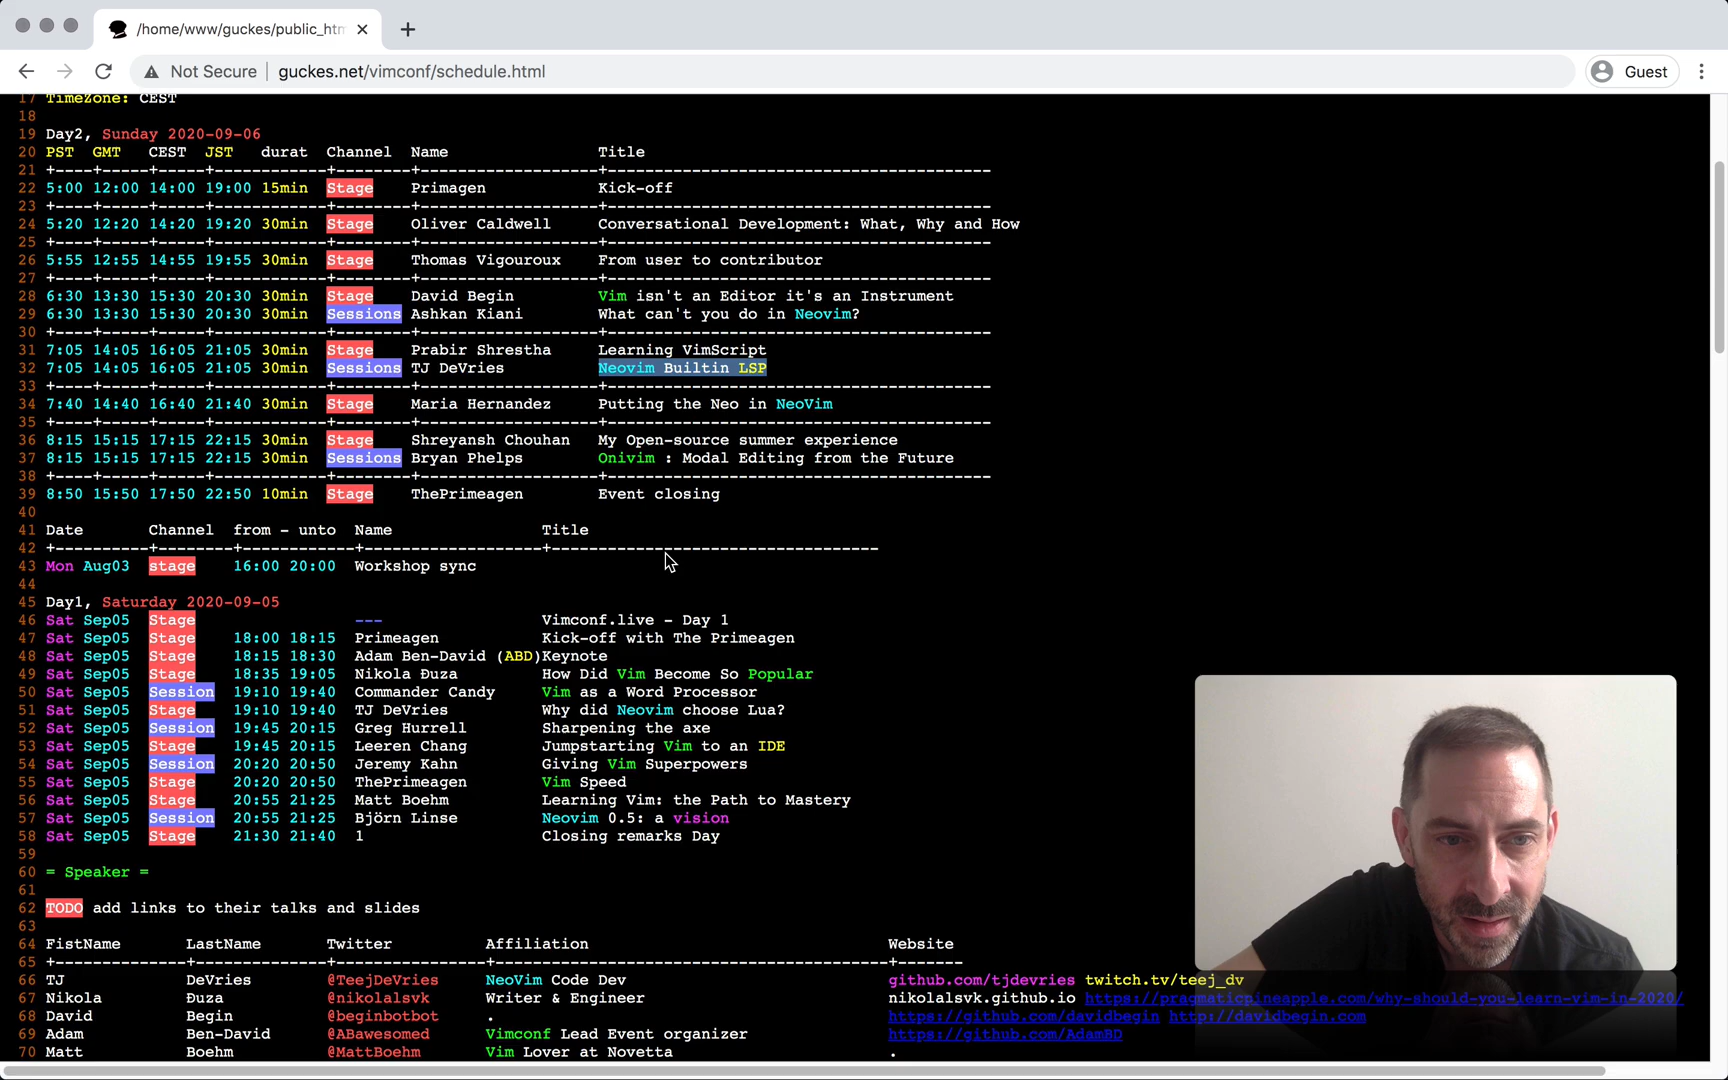 /home/www/guckes/public_htm
Not Secure | guckes.net/vimconf/schedule.html Guest
17 TimeZone: CEST
18
19 Day2, Sunday 2020-09-06
20 PST GMT CEST JST durat Channel Name Title
21 +----+-----+-----+------------+--------+-------------------+-----------------------------------------
22 5:00 12:00 14:00 19:00 15min Stage Primagen Kick-off
23 +----+-----+-----+------------+--------+-------------------+-----------------------------------------
24 5:20 12:20 14:20 19:20 30min Stage Oliver Caldwell Conversational Development: What, Why and How
25 +----+-----+-----+------------+--------+-------------------+-----------------------------------------
26 5:55 12:55 14:55 19:55 30min Stage Thomas Vigouroux From user to contributor
27 +----+-----+-----+------------+--------+-------------------+-----------------------------------------
28 6:30 13:30 15:30 20:30 30min Stage David Begin Vim isn't an Editor it's an Instrument
29 6:30 13:30 15:30 20:30 30min Sessions Ashkan Kiani What can't you do in Neovim?
30 +----+-----+-----+------------+--------+-------------------+-----------------------------------------
31 7:05 14:05 16:05 21:05 30min Stage Prabir Shrestha Learning VimScript
32 7:05 14:05 16:05 21:05 30min Sessions TJ DeVries Neovim Builtin LSP
33 +----+-----+-----+------------+--------+-------------------+-----------------------------------------
34 7:40 14:40 16:40 21:40 30min Stage Maria Hernandez Putting the Neo in NeoVim
35 +----+-----+-----+------------+--------+-------------------+-----------------------------------------
36 8:15 15:15 17:15 22:15 30min Stage Shreyansh Chouhan My Open-source summer experience
37 8:15 15:15 17:15 22:15 30min Sessions Bryan Phelps Onivim : Modal Editing from the Future
38 +----+-----+-----+------------+--------+-------------------+-----------------------------------------
39 8:50 15:50 17:50 22:50 10min Stage ThePrimeagen Event closing
40
41 Date Channel from - unto Name Title
42 +----------+--------+------------+-------------------+-----------------------------------
43 Mon Aug03 stage 16:00 20:00 Workshop sync
44
45 Day1, Saturday 2020-09-05
46 Sat Sep05 Stage --- Vimconf.live - Day 1
47 Sat Sep05 Stage 18:00 18:15 Primeagen Kick-off with The Primeagen
48 Sat Sep05 Stage 18:15 18:30 Adam Ben-David (ABD)Keynote
49 Sat Sep05 Stage 18:35 19:05 Nikola Đuza How Did Vim Become So Popular
50 Sat Sep05 Session 19:10 19:40 Commander Candy Vim as a Word Processor
51 Sat Sep05 Stage 19:10 19:40 TJ DeVries Why did Neovim choose Lua?
52 Sat Sep05 Session 19:45 20:15 Greg Hurrell Sharpening the axe
53 Sat Sep05 Stage 19:45 20:15 Leeren Chang Jumpstarting Vim to an IDE
54 Sat Sep05 Session 20:20 20:50 Jeremy Kahn Giving Vim Superpowers
55 Sat Sep05 Stage 20:20 20:50 ThePrimeagen Vim Speed
56 Sat Sep05 Stage 20:55 21:25 Matt Boehm Learning Vim: the Path to Mastery
57 Sat Sep05 Session 20:55 21:25 Björn Linse Neovim 0.5: a vision
58 Sat Sep05 Stage 21:30 21:40 1 Closing remarks Day
59
60 = Speaker =
61
62 TODO add links to their talks and slides
63
64 FistName LastName Twitter Affiliation Website
65 +--------------+--------------+----------------+------------------------------------------+-------
66 TJ DeVries @TeejDeVries NeoVim Code Dev github.com/tjdevries twitch.tv/teej_dv
67 Nikola Đuza @nikolalsvk Writer & Engineer nikolalsvk.github.io https://pragmaticpineapple.com/why-should-you-learn-vim-in-2020/
68 David Begin @beginbotbot . https://github.com/davidbegin http://davidbegin.com
69 Adam Ben-David @ABawesomed Vimconf Lead Event organizer https://github.com/AdamBD
70 Matt Boehm @MattBoehm Vim Lover at Novetta .